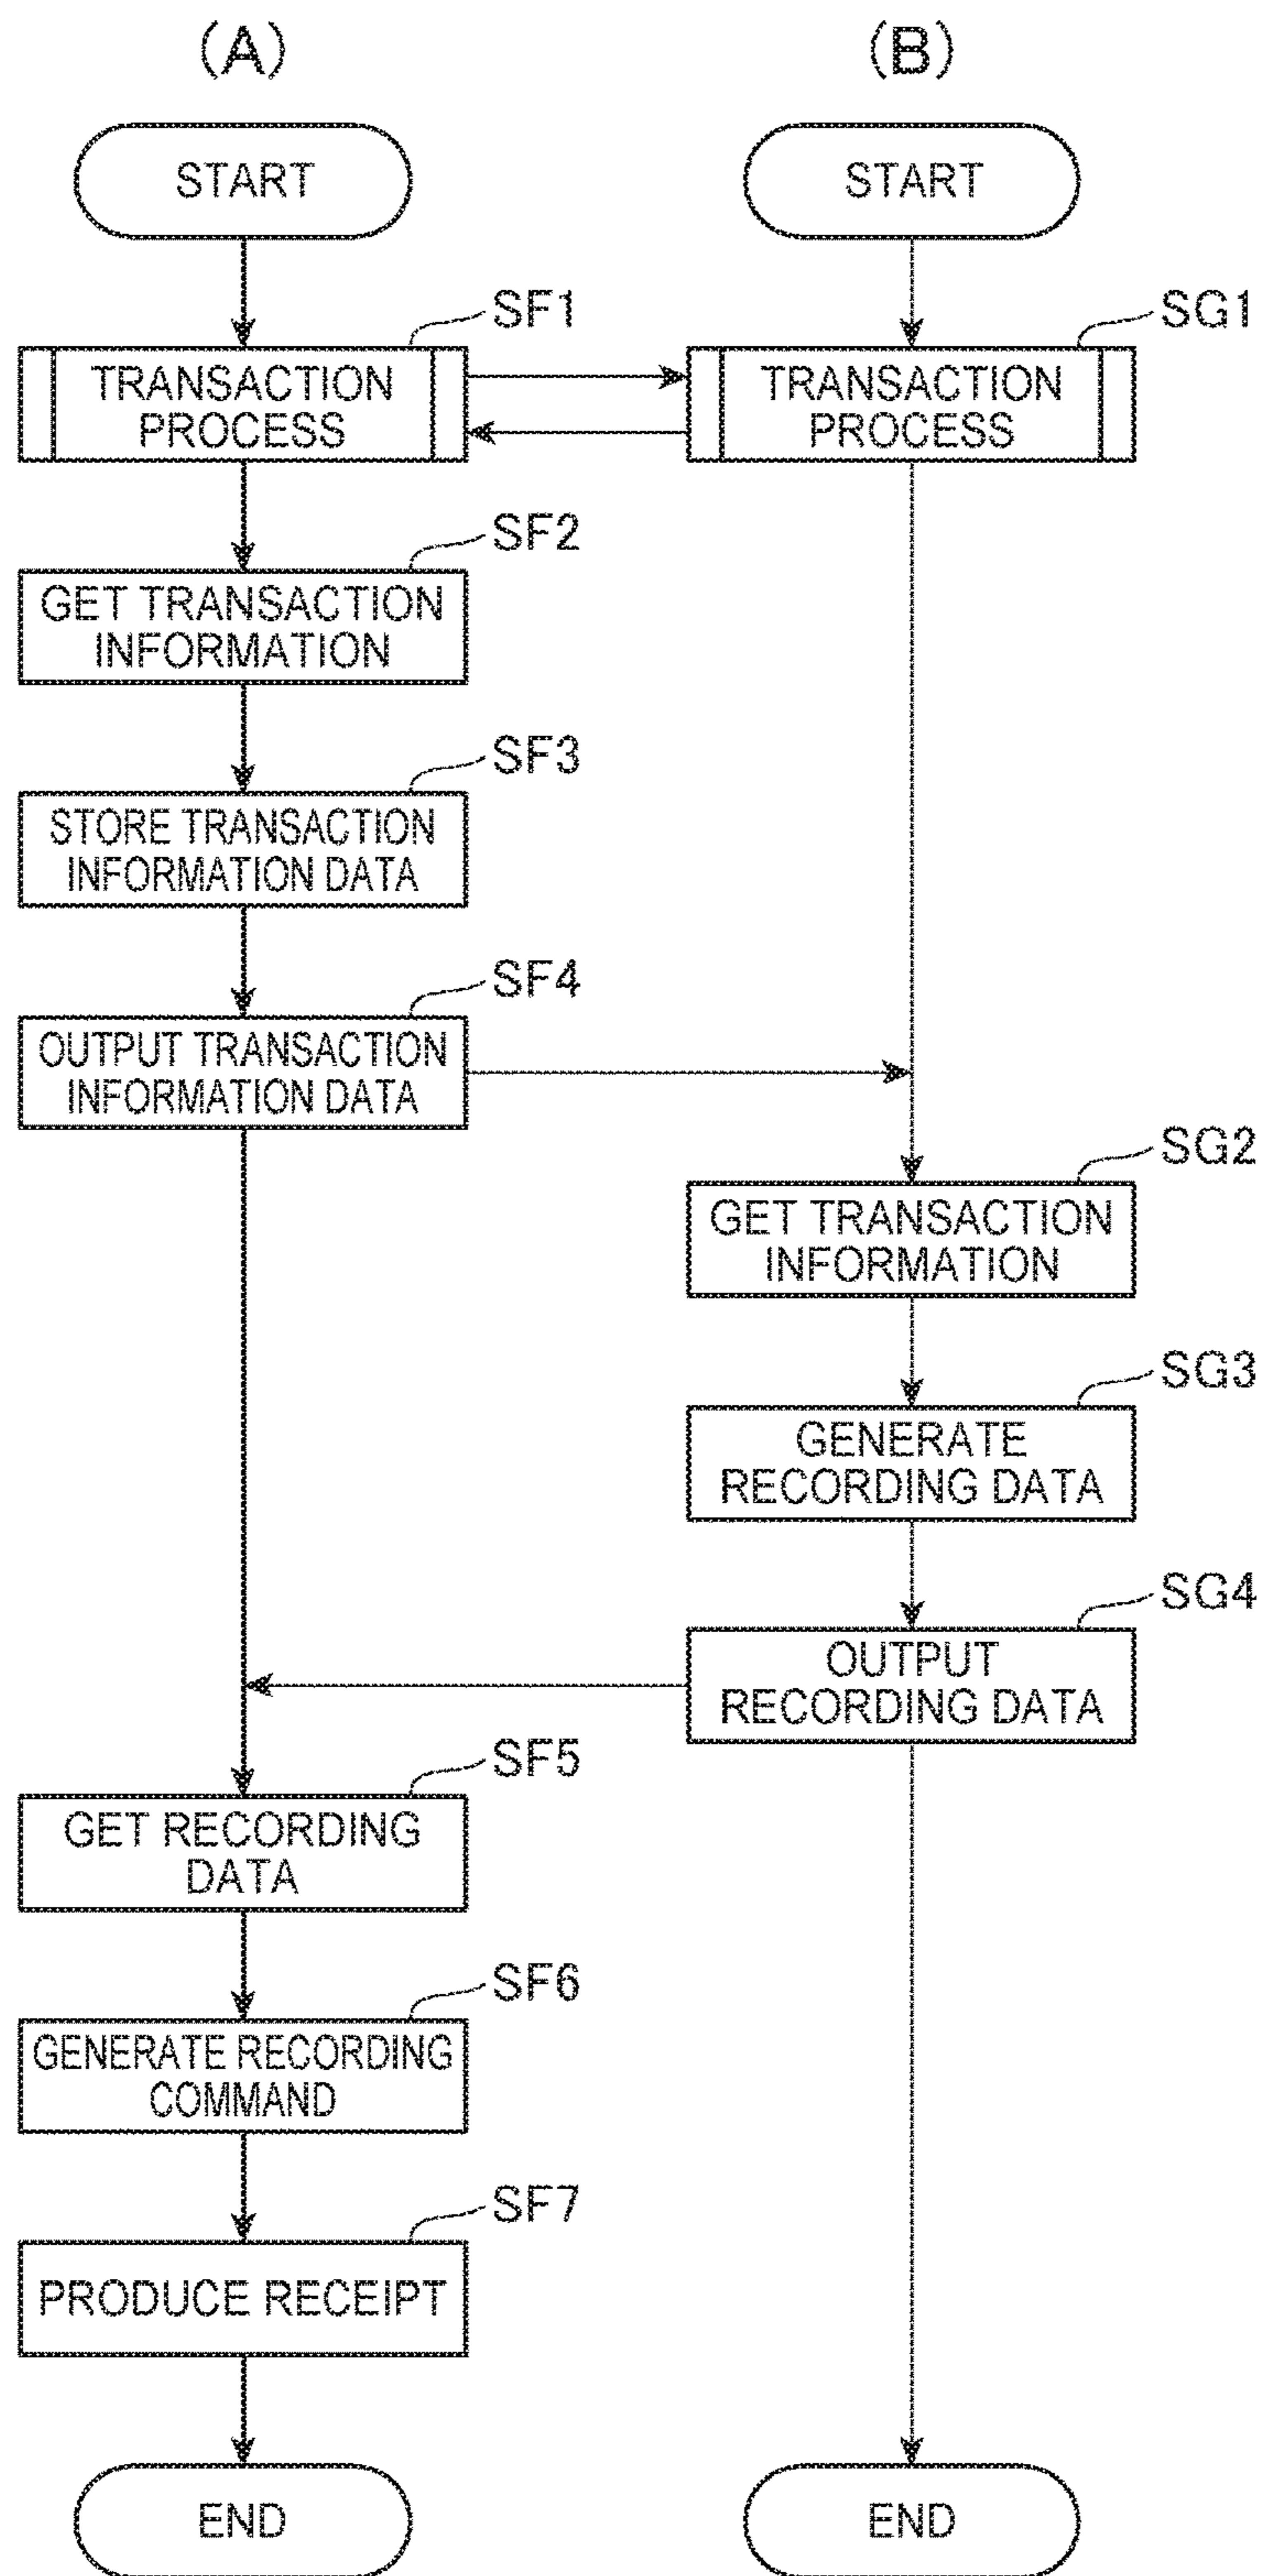 (A)
START
SF1
TRANSACTION
PROCESS
SF2
GET TRANSACTION
INFORMATION
SF3
STORE TRANSACTION
INFORMATION DATA
SF4
OUTPUT TRANSACTION
INFORMATION DATA
SF5
GET RECORDING
DATA
SF6
GENERATE RECORDING
COMMAND
SF7
PRODUCE RECEIPT
END
(B)
START
SG1
TRANSACTION
PROCESS
SG2
GET TRANSACTION
INFORMATION
SG3
GENERATE
RECORDING DATA
SG4
OUTPUT
RECORDING DATA
END